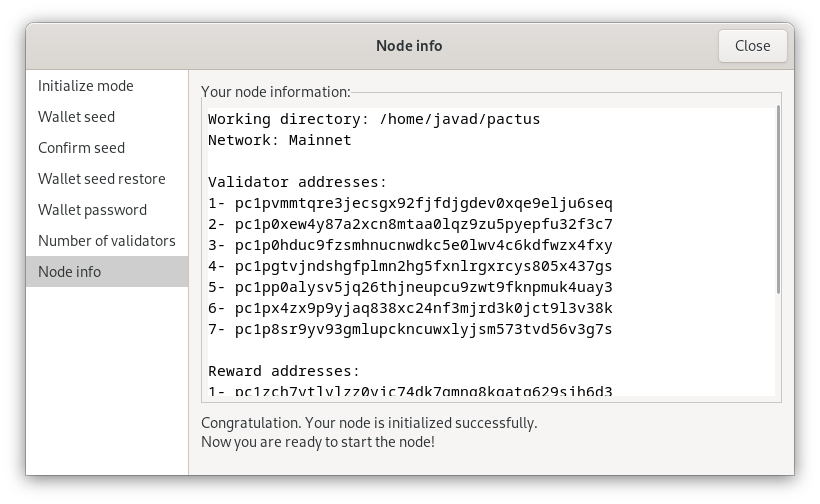 Node info
Close
Initialize mode
Wallet seed
Confirm seed
Wallet seed restore
Wallet password
Number of validators
Node info
Your node information:
Working directory: /home/javad/pactus
Network: Mainnet
Validator addresses:
1- pc1pvmmtqre3jecsgx92fjfdjgdev0xqe9elju6seq
2- pc1p0xew4y87a2xcn8mtaa0lqz9zu5pyepfu32f3c7
3- pc1p0hduc9fzsmhnucnwdkc5e0lwv4c6kdfwzx4fxy
4- pc1pgtvjndshgfplmn2hg5fxnlrgxrcys805x437gs
5- pc1pp0alysv5jq26thjneupcu9zwt9fknpmuk4uay3
6- pc1px4zx9p9yjaq838xc24nf3mjrd3k0jct9l3v38k
7- pc1p8sr9yv93gmlupckncuwxlyjsm573tvd56v3g7s
Reward addresses:
1-
Congratulation. Your node is initialized successfully.
Now you are ready to start the node!